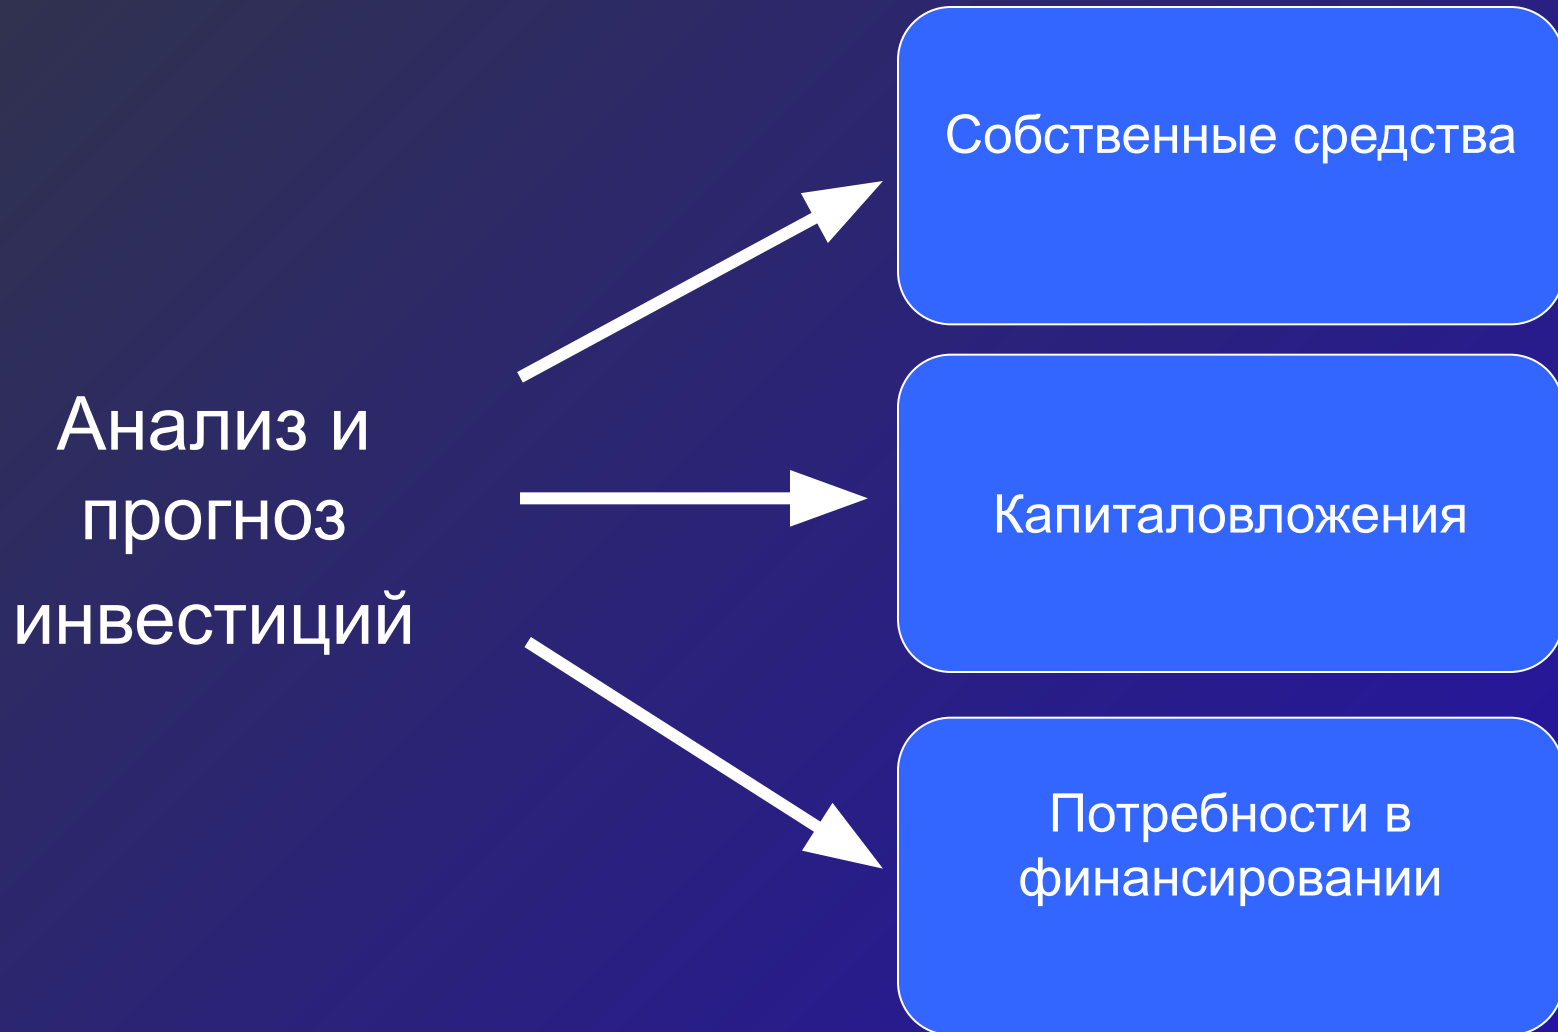 Анализ и
прогноз
инвестиций
Собственные средства
Капиталовложения
Потребности в
финансировании